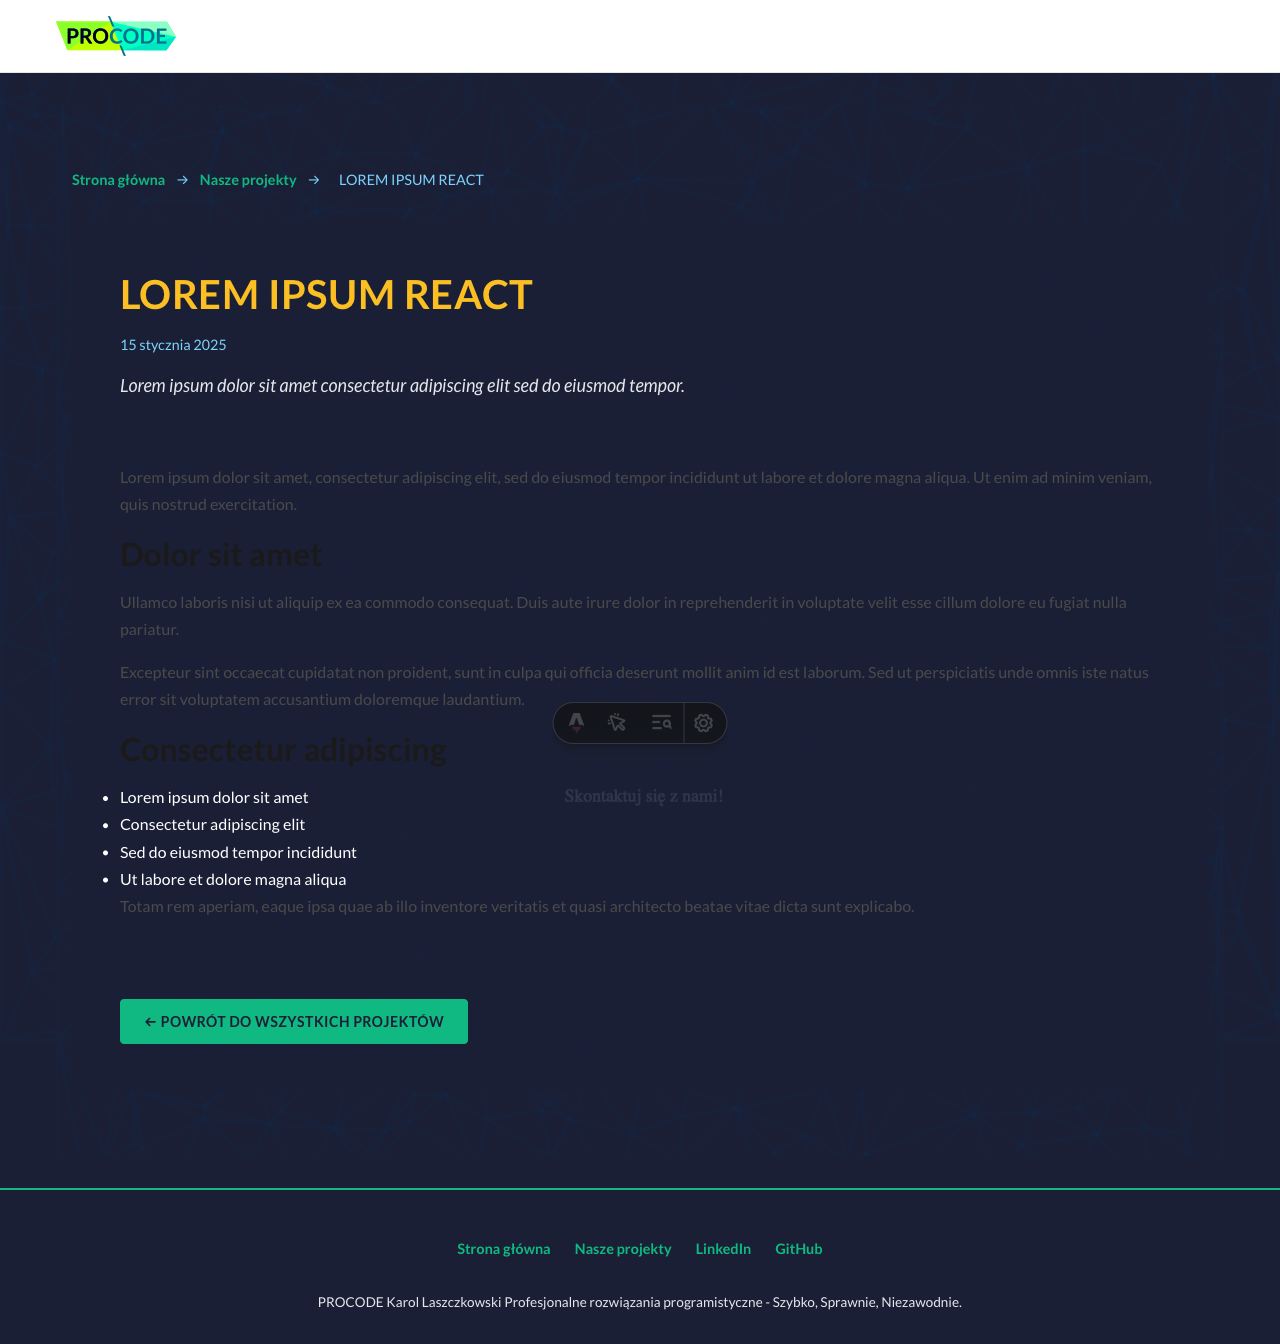 PROCODE
Strona główna → Nasze projekty → LOREM IPSUM REACT
LOREM IPSUM REACT
15 stycznia 2025
Lorem ipsum dolor sit amet consectetur adipiscing elit sed do eiusmod tempor.
Lorem ipsum dolor sit amet, consectetur adipiscing elit, sed do eiusmod tempor incididunt ut labore et dolore magna aliqua. Ut enim ad minim veniam,
quis nostrud exercitation.
Dolor sit amet
Ullamco laboris nisi ut aliquip ex ea commodo consequat. Duis aute irure dolor in reprehenderit in voluptate velit esse cillum dolore eu fugiat nulla
pariatur.
Excepteur sint occaecat cupidatat non proident, sunt in culpa qui officia deserunt mollit anim id est laborum. Sed ut perspiciatis unde omnis iste natus
error sit voluptatem accusantium doloremque laudantium.
Consectetur adipiscing
• Lorem ipsum dolor sit amet
Skontaktuj się z nami!
• Consectetur adipiscing elit
• Sed do eiusmod tempor incididunt
• Ut labore et dolore magna aliqua
Totam rem aperiam, eaque ipsa quae ab illo inventore veritatis et quasi architecto beatae vitae dicta sunt explicabo.
← POWRÓT DO WSZYSTKICH PROJEKTÓW
Strona główna Nasze projekty LinkedIn GitHub
PROCODE Karol Laszczkowski Profesjonalne rozwiązania programistyczne - Szybko, Sprawnie, Niezawodnie.